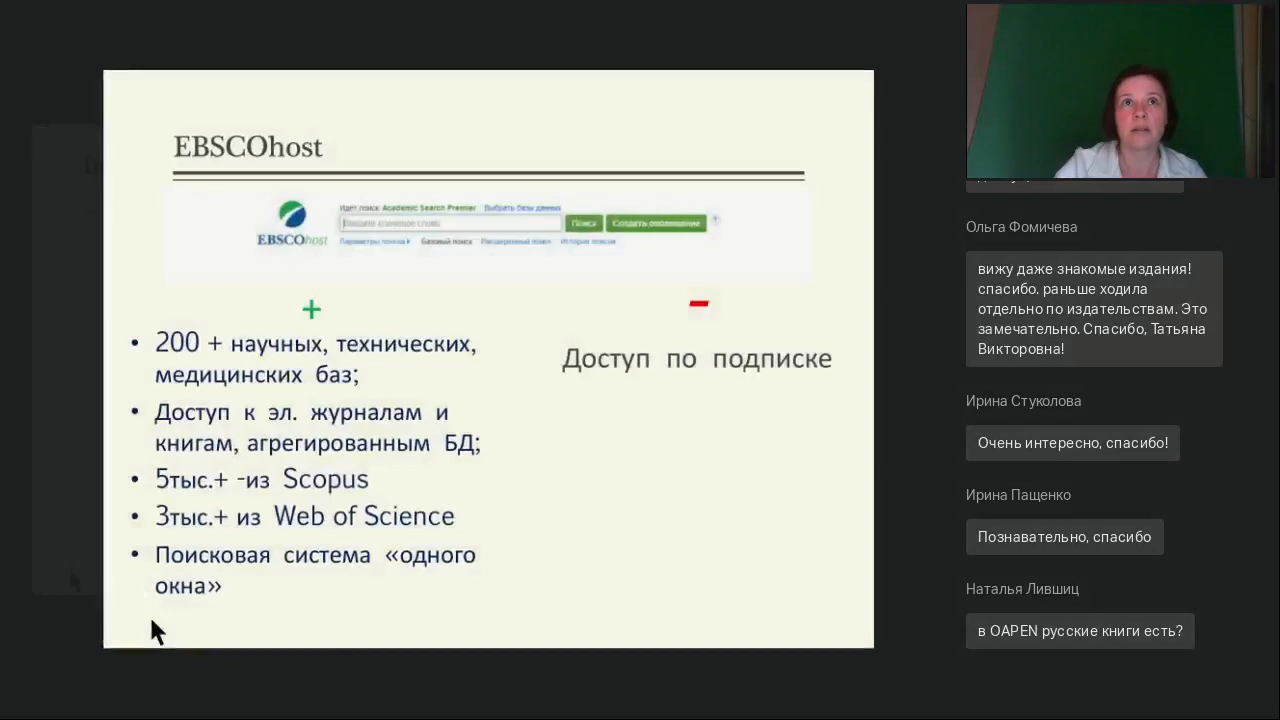 EBSCOhost
Идет поиск: Academic Search Premier Выбрать базы данных
EBSCOhost
Введите ключевое слово
Поиск
Создать оповещение
?
Параметры поиска
Базовый поиск
Расширенный поиск
История поиска
+
• 200 + научных, технических,
медицинских баз;
• Доступ к эл. журналам и
книгам, агрегированным БД;
• 5тыс.+ -из Scopus
• 3тыс.+ из Web of Science
• Поисковая система «одного
окна»
-
Доступ по подписке
Ольга Фомичева
вижу даже знакомые издания!
спасибо. раньше ходила
отдельно по издательствам. Это
замечательно. Спасибо, Татьяна
Викторовна!
Ирина Стуколова
Очень интересно, спасибо!
Ирина Пащенко
Познавательно, спасибо
Наталья Лившиц
в OAPEN русские книги есть?